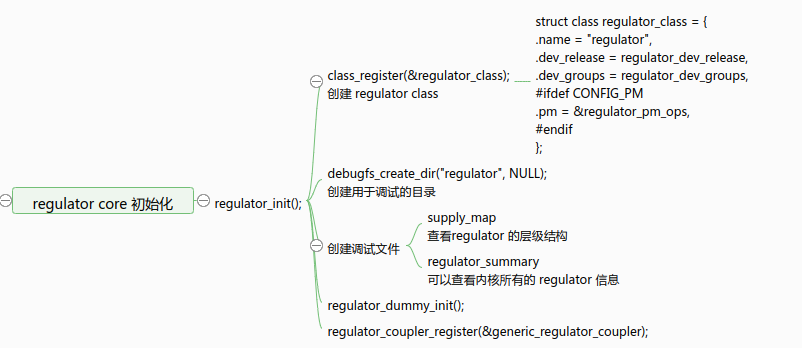 regulator core 初始化
regulator_init();
class_register(&regulator_class);
创建 regulator class
struct class regulator_class = {
.name = "regulator",
.dev_release = regulator_dev_release,
.dev_groups = regulator_dev_groups,
#ifdef CONFIG_PM
.pm = &regulator_pm_ops,
#endif
};
debugfs_create_dir("regulator", NULL);
创建用于调试的目录
创建调试文件
supply_map
查看regulator 的层级结构
regulator_summary
可以查看内核所有的 regulator 信息
regulator_dummy_init();
regulator_coupler_register(&generic_regulator_coupler);